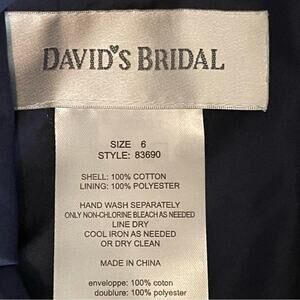 DAVID'S BRIDAL
SIZE 6
STYLE: 83690
SHELL: 100% COTTON
LINING: 100% POLYESTER
HAND WASH SEPARATELY
ONLY NON-CHLORINE BLEACH AS NEEDED
LINE DRY
COOL IRON AS NEEDED
OR DRY CLEAN
MADE IN CHINA
enveloppe: 100% coton
doublure: 100% polyester